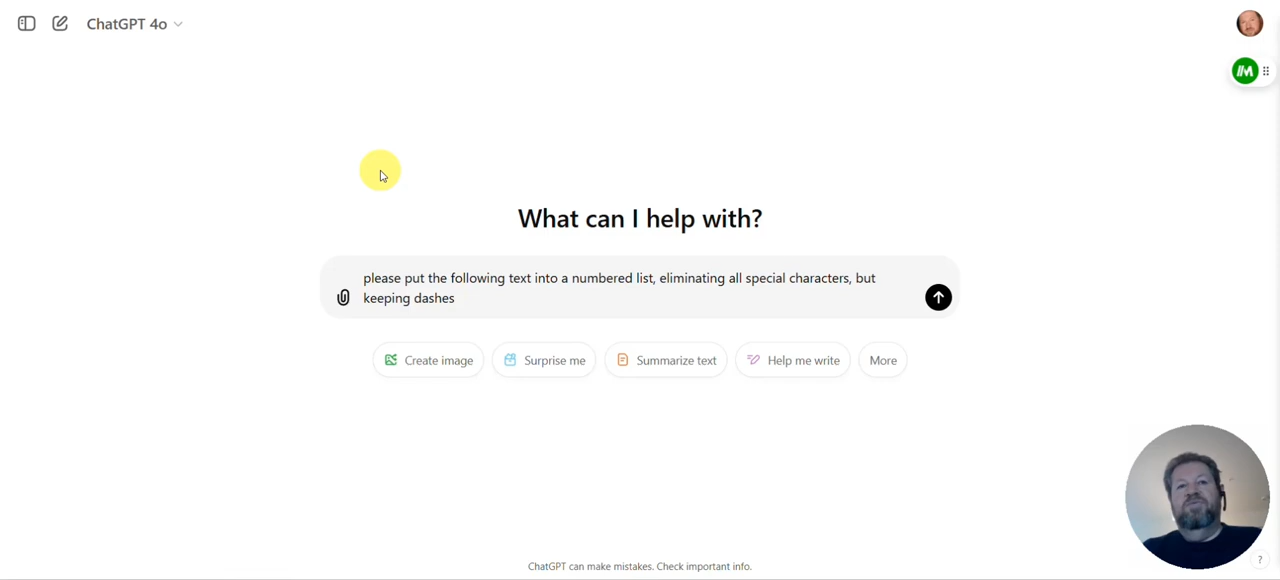 ChatGPT 4o
M
What can I help with?
please put the following text into a numbered list, eliminating all special characters, but
keeping dashes
Create image
Surprise me
Summarize text
Help me write
More
ChatGPT can make mistakes. Check important info.
?